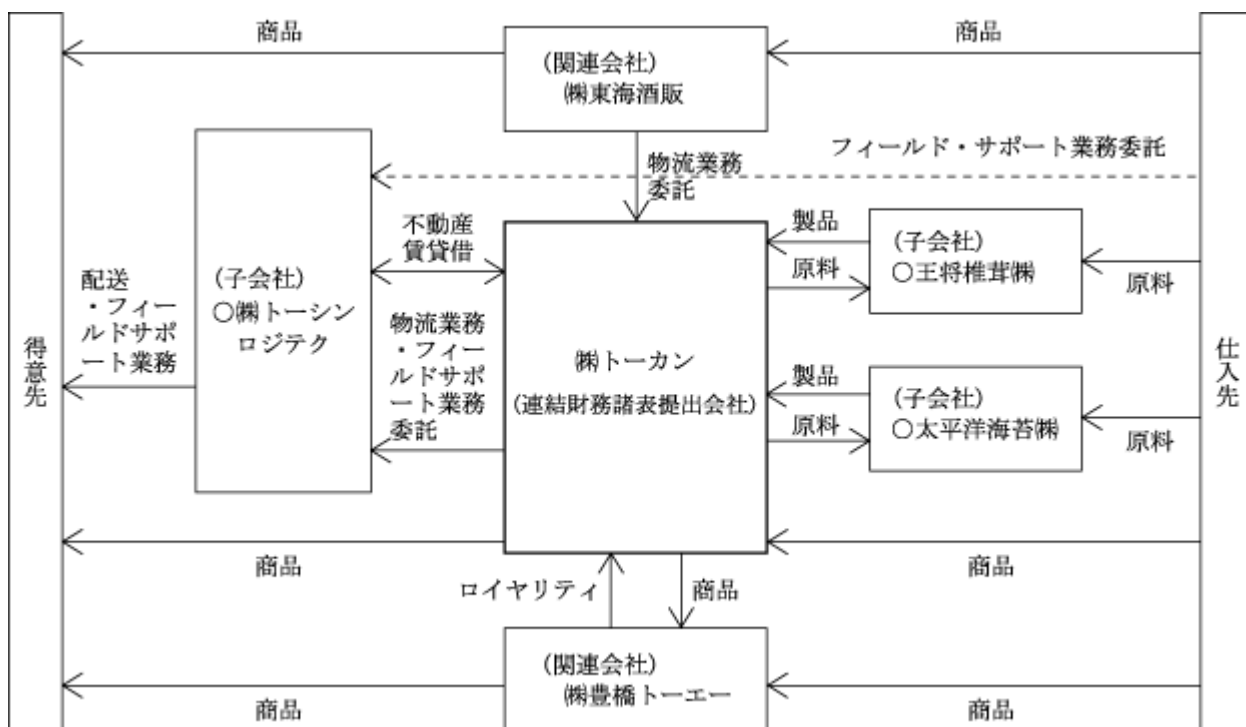 商品
商品
(関連会社)
㈱東海酒販
フィールド・サポート業務委託
物流業務
委託
不動産
賃貸借
製品
原料
(子会社)
○王将椎茸㈱
原料
配送
・フィー
ルドサポ
ート業務
(子会社)
○㈱トーシン
ロジテク
物流業務
・フィー
ルドサポ
ート業務
委託
㈱トーカン
(連結財務諸表提出会社)
製品
原料
(子会社)
○太平洋海苔㈱
原料
得意先
仕入先
商品
商品
ロイヤリティ
商品
(関連会社)
㈱豊橋トーエー
商品
商品